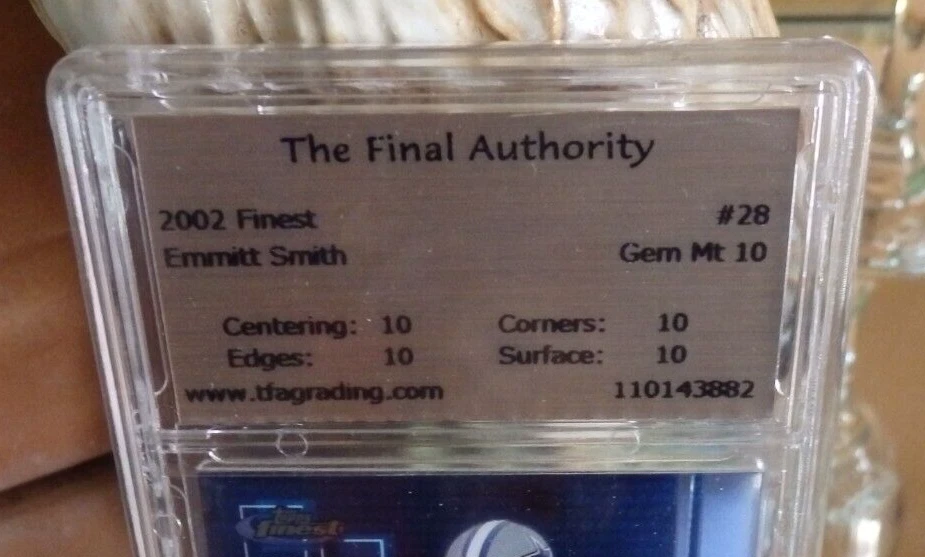 The Final Authority
2002 Finest #28
Emmitt Smith Gem Mt 10
Centering: 10 Corners: 10
Edges: 10 Surface: 10
www.tfagrading.com 110143882
finest